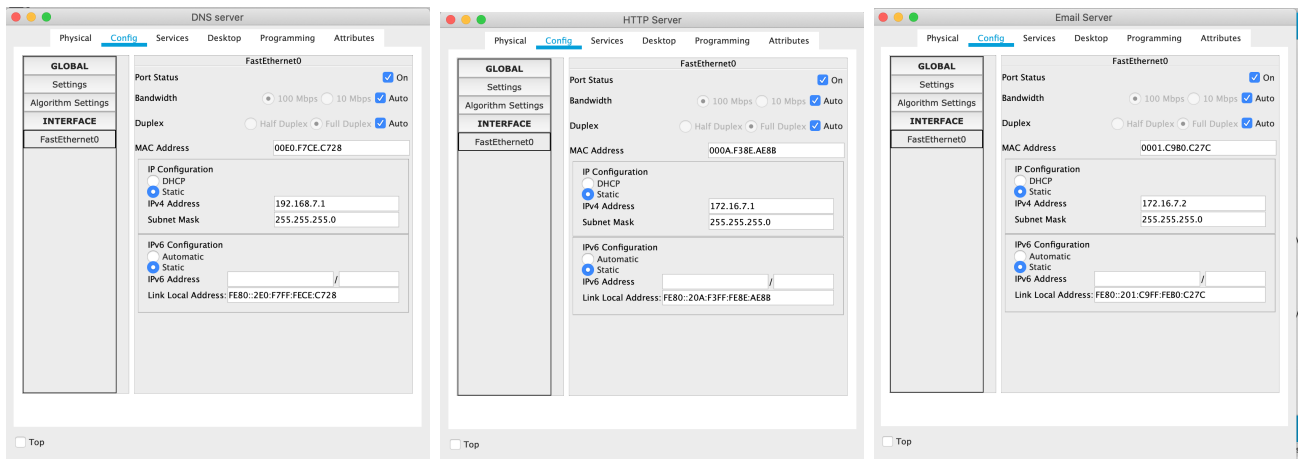 DNS server
Physical Config Services Desktop Programming Attributes
GLOBAL
Settings
Algorithm Settings
INTERFACE
FastEthernet0
FastEthernet0
Port Status On
Bandwidth 100 Mbps 10 Mbps Auto
Duplex Half Duplex Full Duplex Auto
MAC Address 00E0.F7CE.C728
IP Configuration
DHCP
Static
IPv4 Address 192.168.7.1
Subnet Mask 255.255.255.0
IPv6 Configuration
Automatic
Static
IPv6 Address /
Link Local Address: FE80::2E0:F7FF:FECE:C728
Top
HTTP Server
Physical Config Services Desktop Programming Attributes
GLOBAL
Settings
Algorithm Settings
INTERFACE
FastEthernet0
FastEthernet0
Port Status On
Bandwidth 100 Mbps 10 Mbps Auto
Duplex Half Duplex Full Duplex Auto
MAC Address 000A.F38E.AE8B
IP Configuration
DHCP
Static
IPv4 Address 172.16.7.1
Subnet Mask 255.255.255.0
IPv6 Configuration
Automatic
Static
IPv6 Address /
Link Local Address: FE80::20A:F3FF:FE8E:AE8B
Top
Email Server
Physical Config Services Desktop Programming Attributes
GLOBAL
Settings
Algorithm Settings
INTERFACE
FastEthernet0
FastEthernet0
Port Status On
Bandwidth 100 Mbps 10 Mbps Auto
Duplex Half Duplex Full Duplex Auto
MAC Address 0001.C9B0.C27C
IP Configuration
DHCP
Static
IPv4 Address 172.16.7.2
Subnet Mask 255.255.255.0
IPv6 Configuration
Automatic
Static
IPv6 Address /
Link Local Address: FE80::201:C9FF:FEB0:C27C
Top